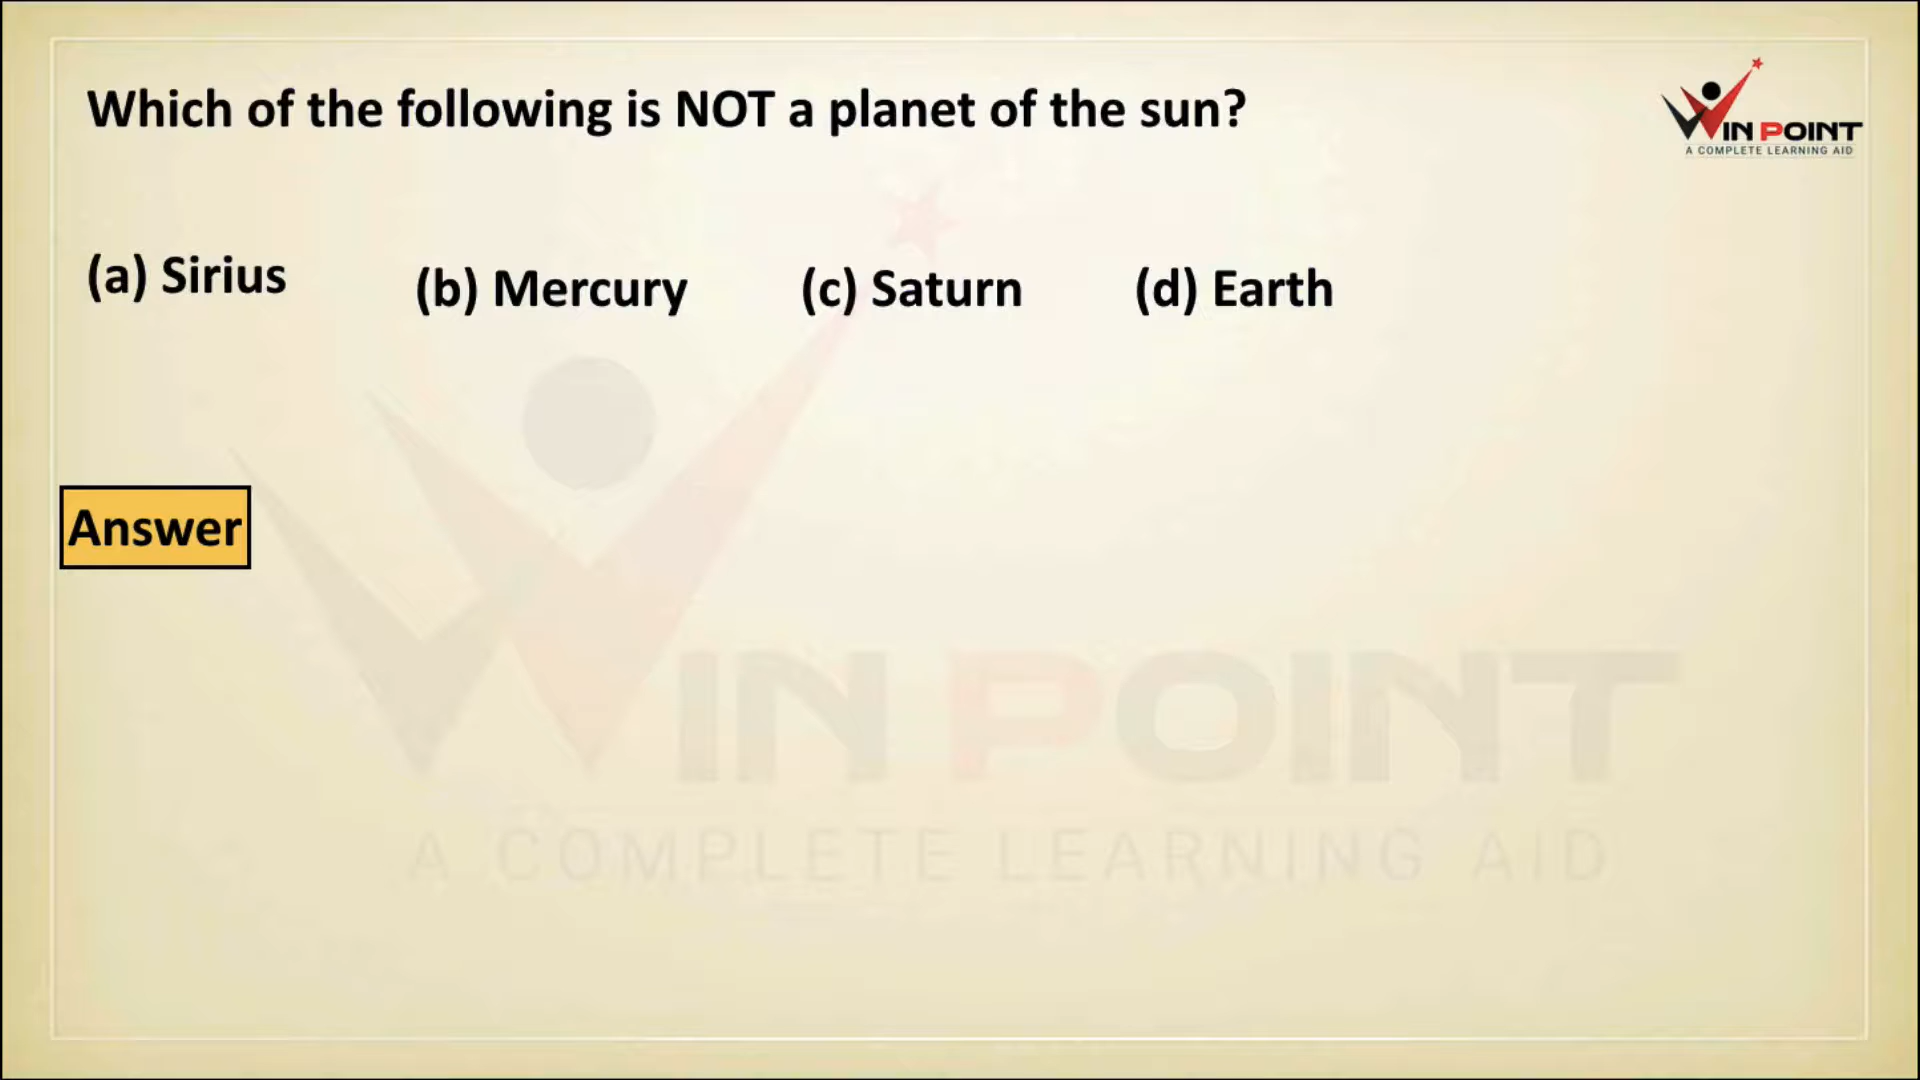 Which of the following is NOT a planet of the sun?
WIN POINT
A COMPLETE LEARNING AID
(a) Sirius (b) Mercury (c) Saturn (d) Earth
Answer
WIN POINT
A COMPLETE LEARNING AID